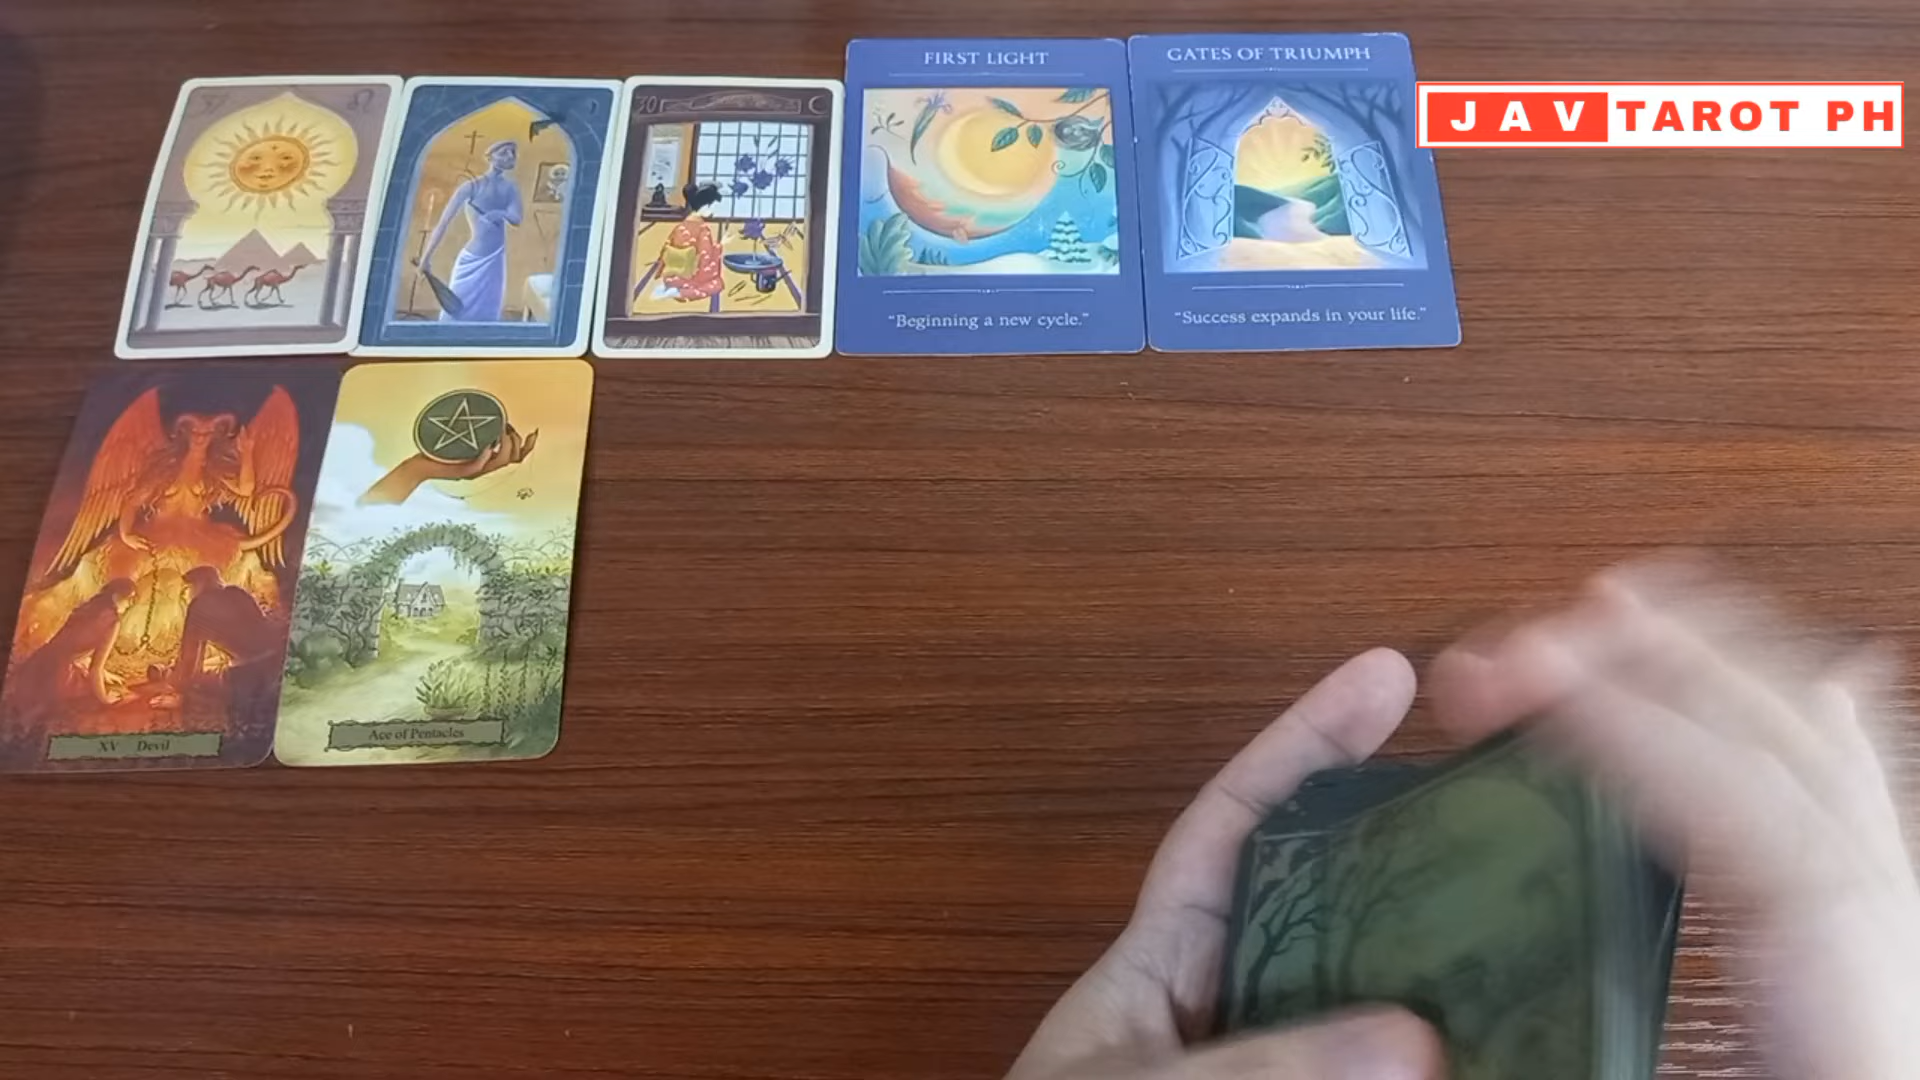 FIRST LIGHT
"Beginning a new cycle."
GATES OF TRIUMPH
"Success expands in your life."
JAV TAROT PH
30
XV Devil
Ace of Pentacles